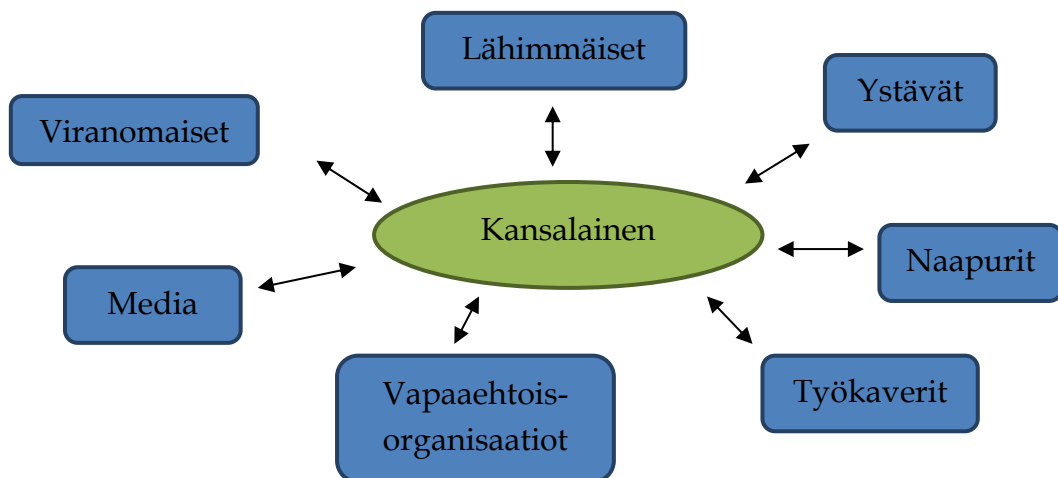 Lähimmäiset
Ystävät
Viranomaiset
Kansalainen
Naapurit
Media
Vapaaehtois-
organisaatiot
Työkaverit